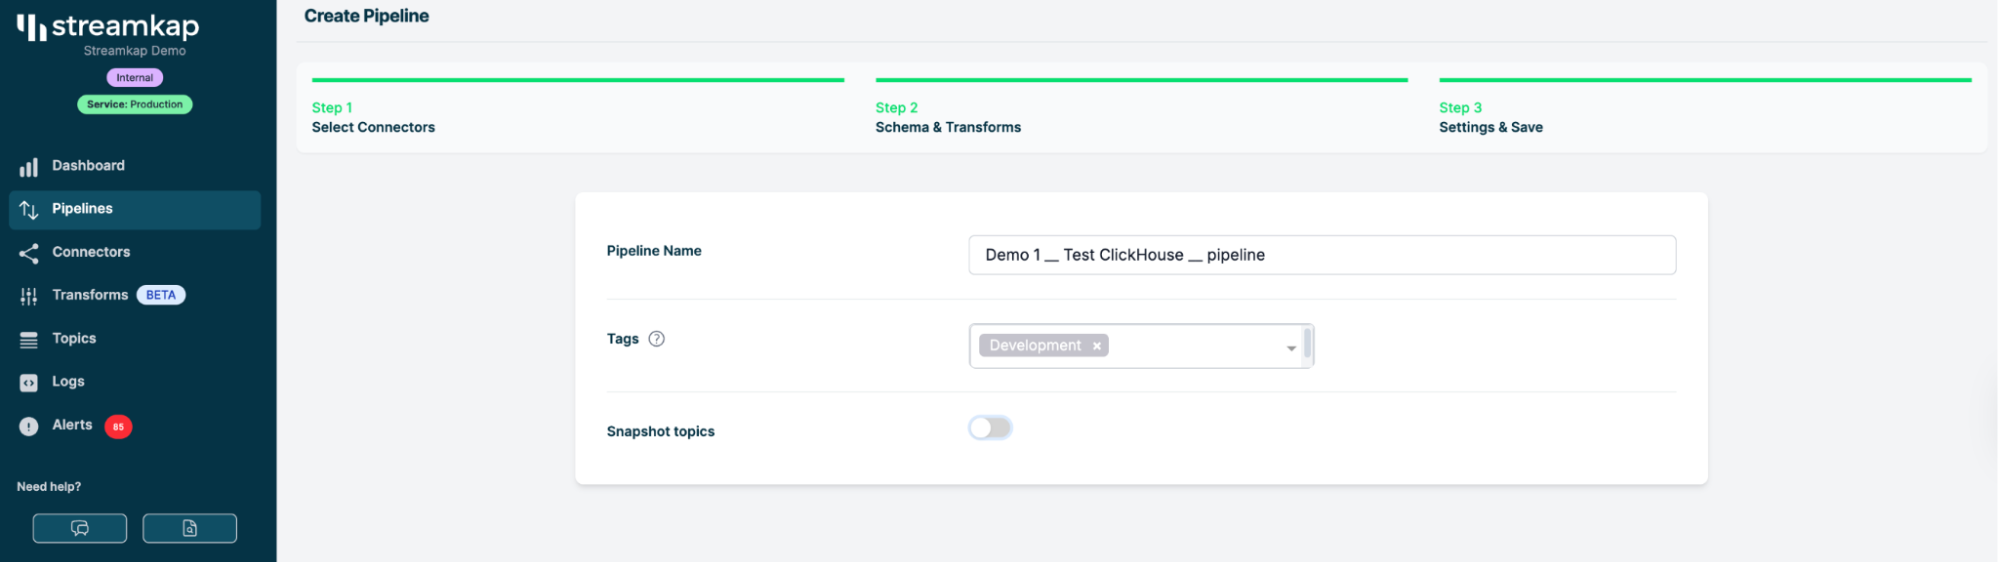 streamkap
Streamkap Demo
Internal
Service: Production
Dashboard
Pipelines
Connectors
Transforms BETA
Topics
Logs
Alerts 85
Need help?
Create Pipeline
Step 1
Select Connectors
Step 2
Schema & Transforms
Step 3
Settings & Save
Pipeline Name
Demo 1 __ Test ClickHouse __ pipeline
Tags ?
Development ×
Snapshot topics